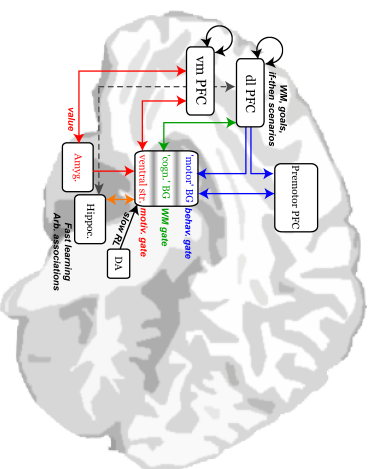 vm PFC
dl PFC
WM, goals,
if-then scenarios
Premotor PFC
value
Amyg.
Hippoc.
Fast learning
Arb. associations
ventral str.
'cogn.' BG
'motor' BG
motiv. gate
WM gate
behav. gate
slow RL
DA